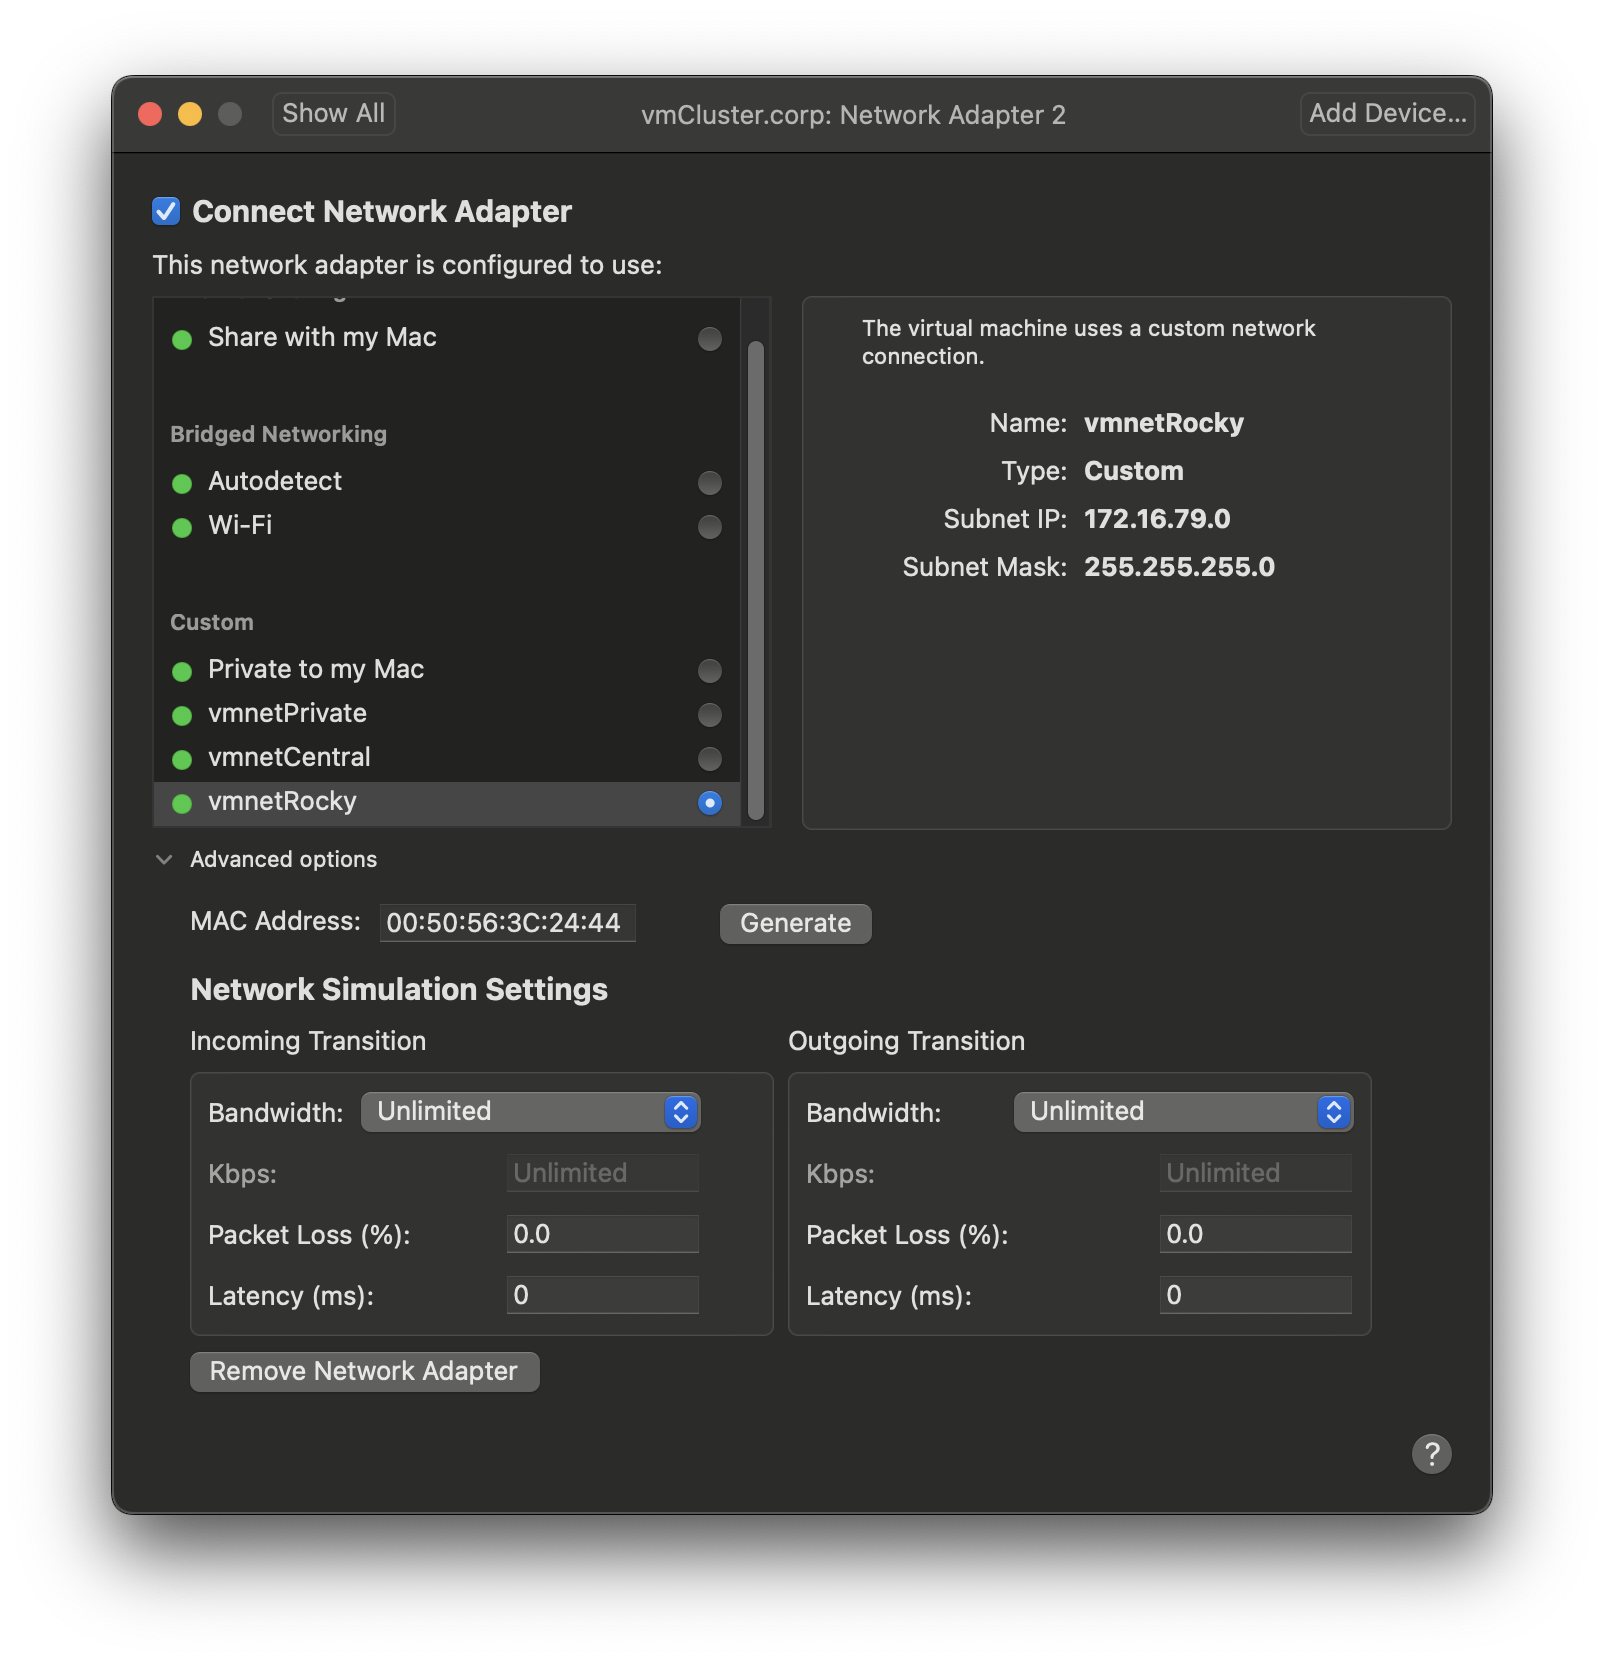 Show All
vmCluster.corp: Network Adapter 2
Add Device...
Connect Network Adapter
This network adapter is configured to use:
Share with my Mac
Bridged Networking
Autodetect
Wi-Fi
Custom
Private to my Mac
vmnetPrivate
vmnetCentral
vmnetRocky
The virtual machine uses a custom network
connection.
Name: vmnetRocky
Type: Custom
Subnet IP: 172.16.79.0
Subnet Mask: 255.255.255.0
Advanced options
MAC Address: 00:50:56:3C:24:44
Generate
Network Simulation Settings
Incoming Transition
Bandwidth: Unlimited
Kbps: Unlimited
Packet Loss (%): 0.0
Latency (ms): 0
Outgoing Transition
Bandwidth: Unlimited
Kbps: Unlimited
Packet Loss (%): 0.0
Latency (ms): 0
Remove Network Adapter
?